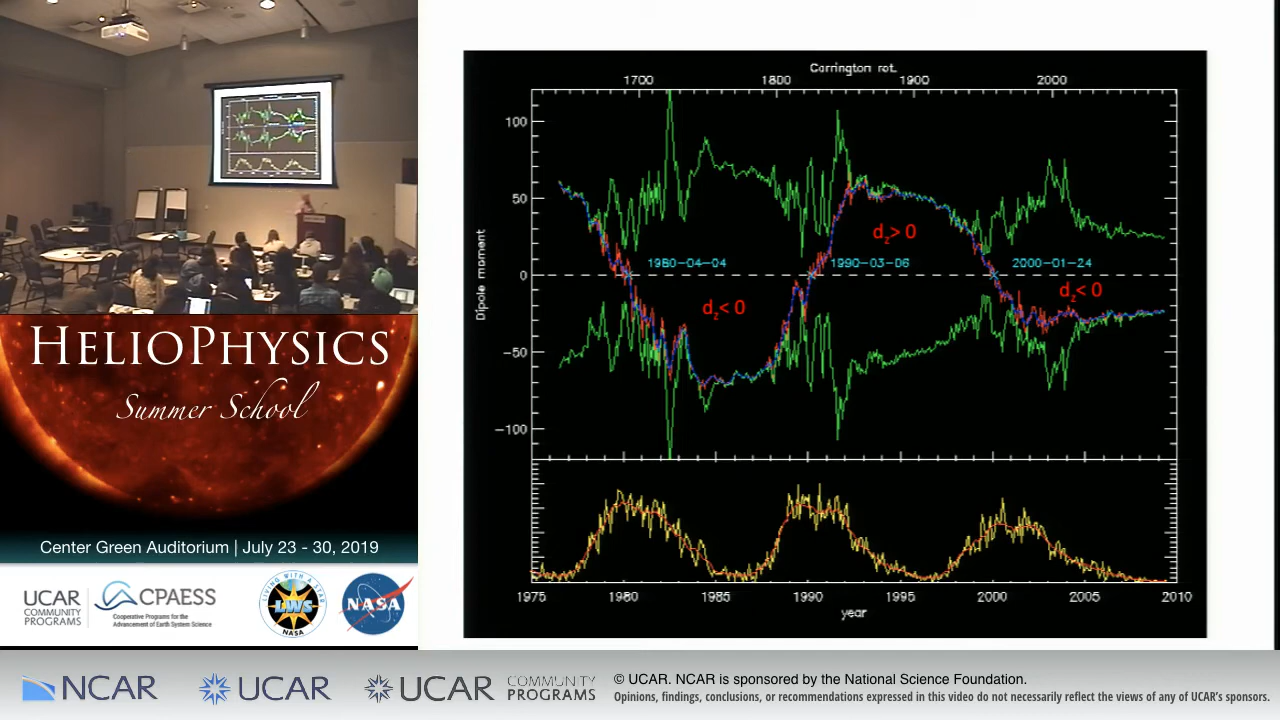 HELIOPHYSICS
Summer School
Center Green Auditorium | July 23 - 30, 2019
UCAR
COMMUNITY
PROGRAMS
CPAESS
Cooperative Programs for the
Advancement of Earth System Science
LIVING WITH A STAR
LWS
NASA
NASA
Carrington rot.
1700 1800 1900 2000
100
50
0
−50
−100
Dipole moment
1980−04−04
1990−03−06
2000−01−24
dz< 0
dz> 0
dz< 0
1975 1980 1985 1990 1995 2000 2005 2010
year
NCAR
UCAR
UCAR
COMMUNITY
PROGRAMS
© UCAR. NCAR is sponsored by the National Science Foundation.
Opinions, findings, conclusions, or recommendations expressed in this video do not necessarily reflect the views of any of UCAR's sponsors.